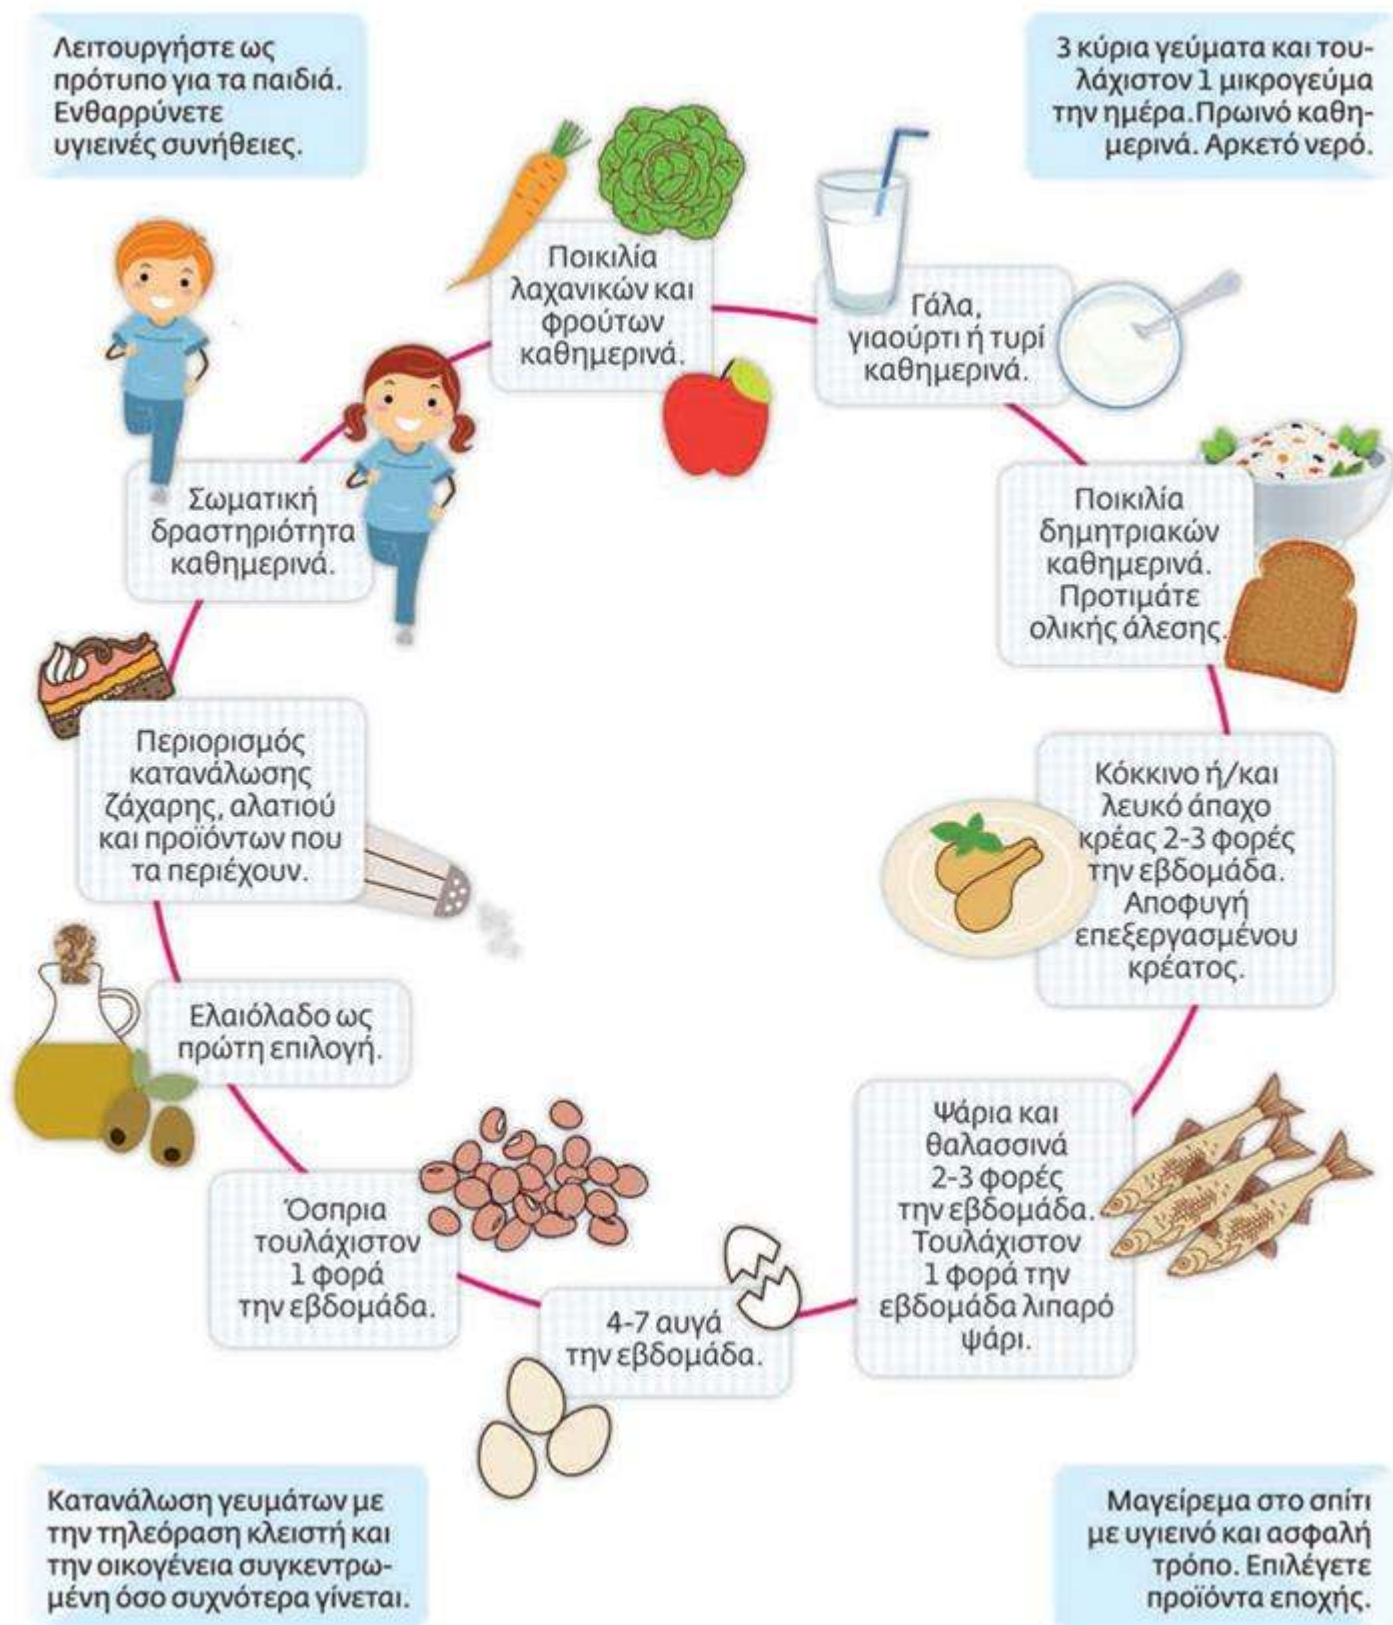 Λειτουργήστε ως
πρότυπο για τα παιδιά.
Ενθαρρύνετε
υγιεινές συνήθειες.
3 κύρια γεύματα και του-
λάχιστον 1 μικρογεύμα
την ημέρα.Πρωινό καθη-
μερινά. Αρκετό νερό.
Ποικιλία
λαχανικών και
φρούτων
καθημερινά.
Γάλα,
γιαούρτι ή τυρί
καθημερινά.
Ποικιλία
δημητριακών
καθημερινά.
Προτιμάτε
ολικής άλεσης.
Κόκκινο ή/και
λευκό άπαχο
κρέας 2-3 φορές
την εβδομάδα.
Αποφυγή
επεξεργασμένου
κρέατος.
Ψάρια και
θαλασσινά
2-3 φορές
την εβδομάδα.
Τουλάχιστον
1 φορά την
εβδομάδα λιπαρό
ψάρι.
4-7 αυγά
την εβδομάδα.
Όσπρια
τουλάχιστον
1 φορά
την εβδομάδα.
Ελαιόλαδο ως
πρώτη επιλογή.
Περιορισμός
κατανάλωσης
ζάχαρης, αλατιού
και προϊόντων που
τα περιέχουν.
Σωματική
δραστηριότητα
καθημερινά.
Κατανάλωση γευμάτων με
την τηλεόραση κλειστή και
την οικογένεια συγκεντρω-
μένη όσο συχνότερα γίνεται.
Μαγείρεμα στο σπίτι
με υγιεινό και ασφαλή
τρόπο. Επιλέγετε
προϊόντα εποχής.